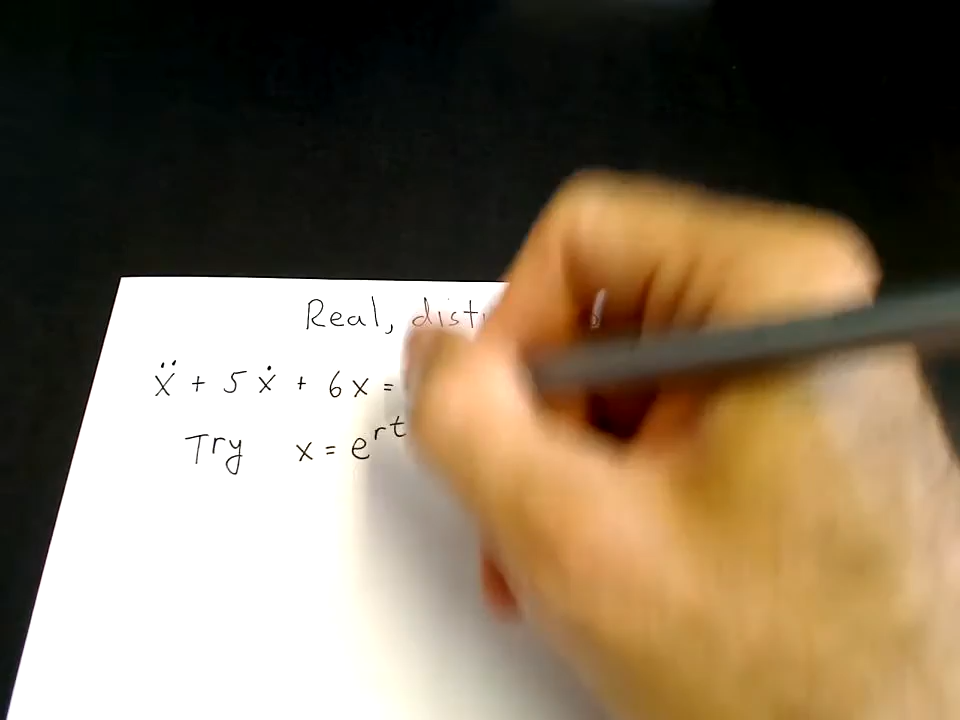 Real,
ẍ + 5ẋ + 6x =
Try x = e^{rt}